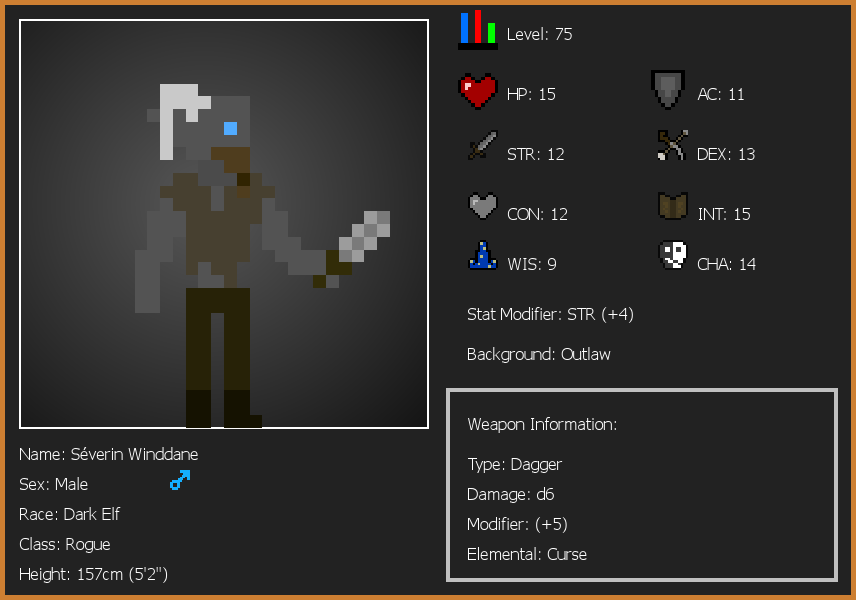 Level: 75
HP: 15
AC: 11
STR: 12
DEX: 13
CON: 12
INT: 15
WIS: 9
CHA: 14
Stat Modifier: STR (+4)
Background: Outlaw
Weapon Information:
Type: Dagger
Damage: d6
Modifier: (+5)
Elemental: Curse
Name: Séverin Winddane
Sex: Male
Race: Dark Elf
Class: Rogue
Height: 157cm (5'2")